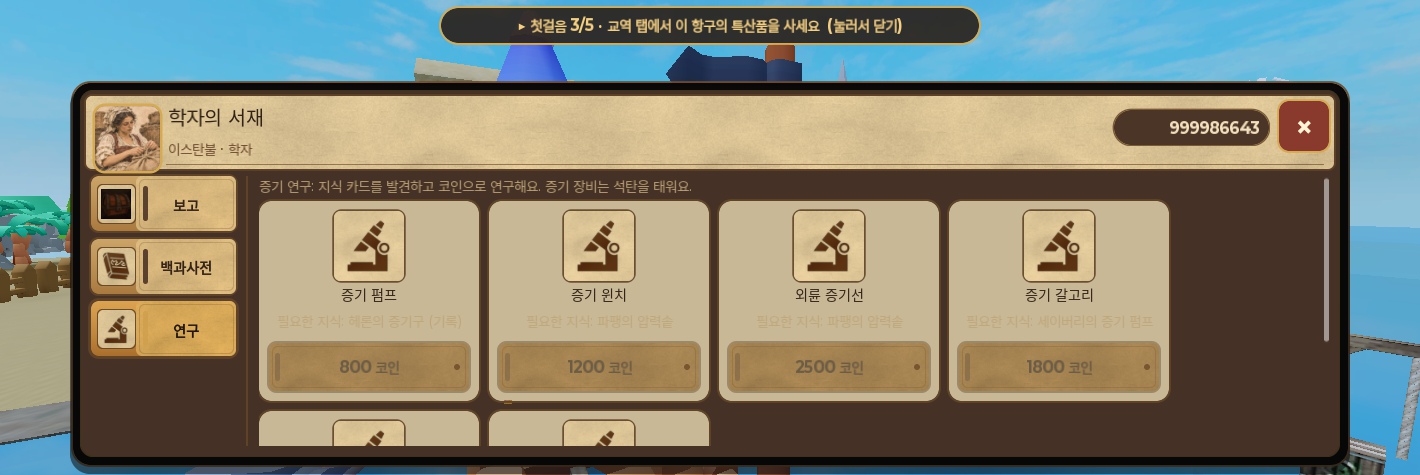 ▸ 첫걸음 3/5 · 교역 탭에서 이 항구의 특산품을 사세요 (눌러서 닫기)
학자의 서재
이스탄불 · 학자
999986643
×
보고
백과사전
연구
증기 연구: 지식 카드를 발견하고 코인으로 연구해요. 증기 장비는 석탄을 태워요.
증기 펌프
필요한 지식: 헤론의 증기구 (기록)
800 코인
증기 윈치
필요한 지식: 파팽의 압력솥
1200 코인
외륜 증기선
필요한 지식: 파팽의 압력솥
2500 코인
증기 갈고리
필요한 지식: 세이버리의 증기 펌프
1800 코인